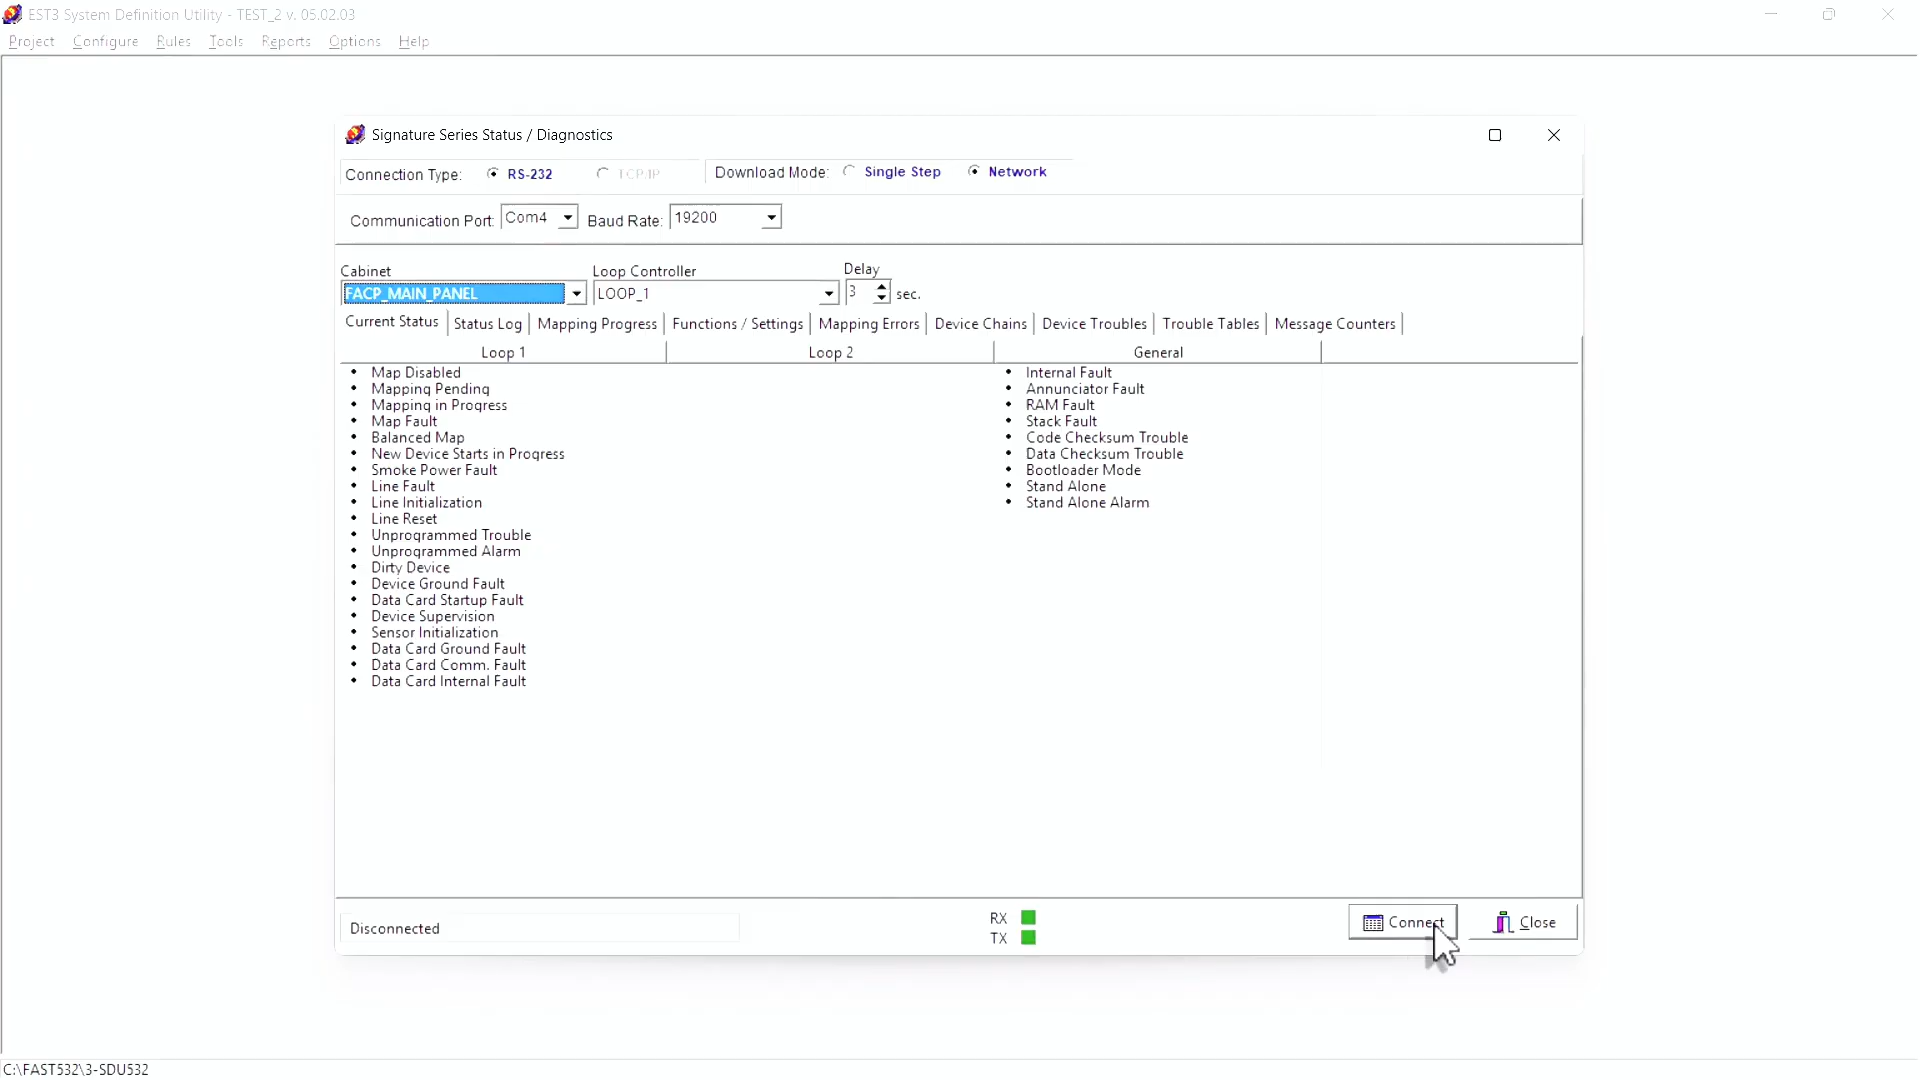 EST3 System Definition Utility - TEST_2 v. 05.02.03
Project Configure Rules Tools Reports Options Help
Signature Series Status / Diagnostics
Connection Type: RS-232 TCP/IP Download Mode: Single Step Network
Communication Port: Com4 Baud Rate: 19200
Cabinet Loop Controller Delay
FACP_MAIN_PANEL LOOP_1 3 sec.
Current Status Status Log Mapping Progress Functions / Settings Mapping Errors Device Chains Device Troubles Trouble Tables Message Counters
Loop 1 Loop 2 General
• Map Disabled • Internal Fault
• Mapping Pending • Annunciator Fault
• Mapping in Progress • RAM Fault
• Map Fault • Stack Fault
• Balanced Map • Code Checksum Trouble
• New Device Starts in Progress • Data Checksum Trouble
• Smoke Power Fault • Bootloader Mode
• Line Fault • Stand Alone
• Line Initialization • Stand Alone Alarm
• Line Reset
• Unprogrammed Trouble
• Unprogrammed Alarm
• Dirty Device
• Device Ground Fault
• Data Card Startup Fault
• Device Supervision
• Sensor Initialization
• Data Card Ground Fault
• Data Card Comm. Fault
• Data Card Internal Fault
Disconnected RX Connect Close
TX
C:\FAST532\3-SDU532